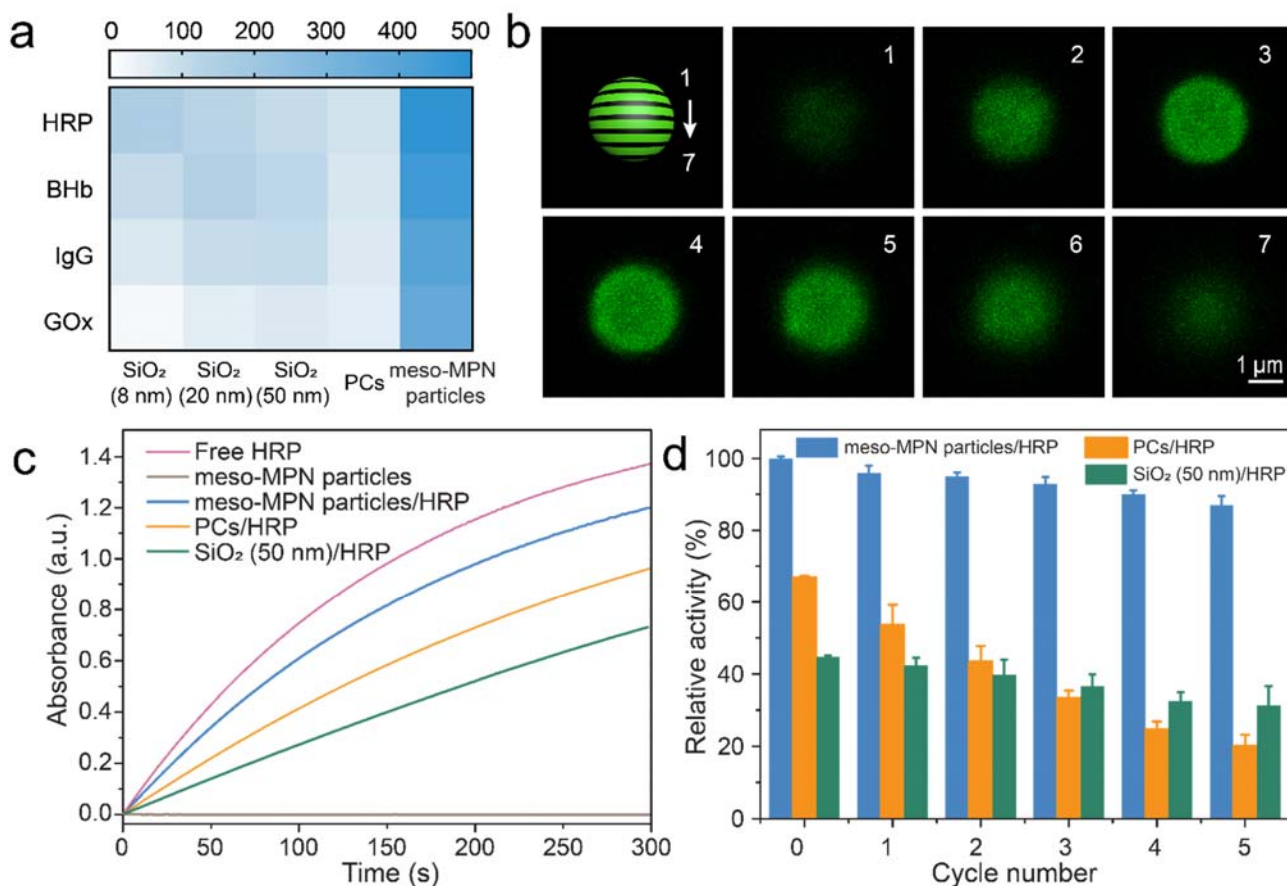 a
0 100 200 300 400 500
HRP
BHb
IgG
GOx
SiO₂ (8 nm)
SiO₂ (20 nm)
SiO₂ (50 nm)
PCs
meso-MPN particles
b
1
7
1
2
3
4
5
6
7
1 µm
c
Free HRP
meso-MPN particles
meso-MPN particles/HRP
PCs/HRP
SiO₂ (50 nm)/HRP
Absorbance (a.u.)
1.4
1.2
1.0
0.8
0.6
0.4
0.2
0.0
0 50 100 150 200 250 300
Time (s)
d
meso-MPN particles/HRP
PCs/HRP
SiO₂ (50 nm)/HRP
Relative activity (%)
100
80
60
40
20
0
0 1 2 3 4 5
Cycle number